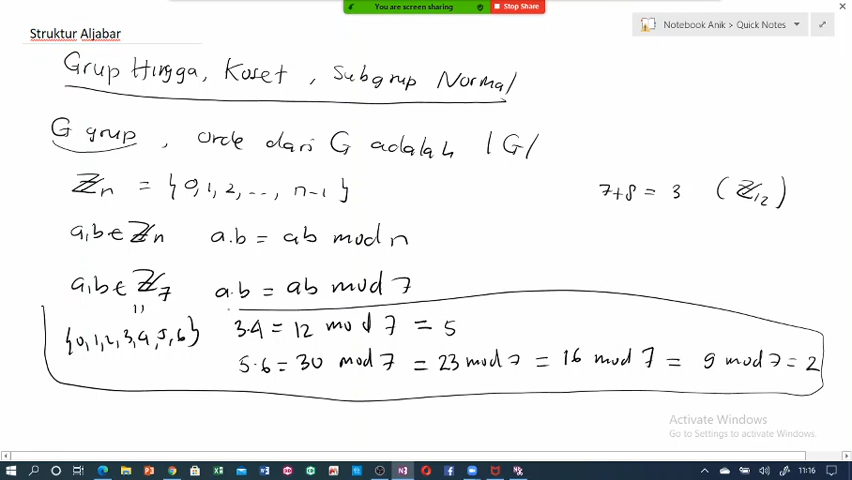 You are screen sharing
Stop Share
Notebook Anik > Quick Notes
Struktur Aljabar
Grup Hingga, Koset, Subgrup Normal
G grup, Orde dari G adalah |G|
ℤn = {0,1,2,..., n-1}
7+8 = 3 (ℤ12)
a,b ∈ ℤn a.b = ab mod n
a,b ∈ ℤ7 a.b = ab mod 7
{0,1,2,3,4,5,6} 3.4 = 12 mod 7 = 5
5.6 = 30 mod 7 = 23 mod 7 = 16 mod 7 = 9 mod 7 = 2
Activate Windows
Go to Settings to activate Windows.
11:16